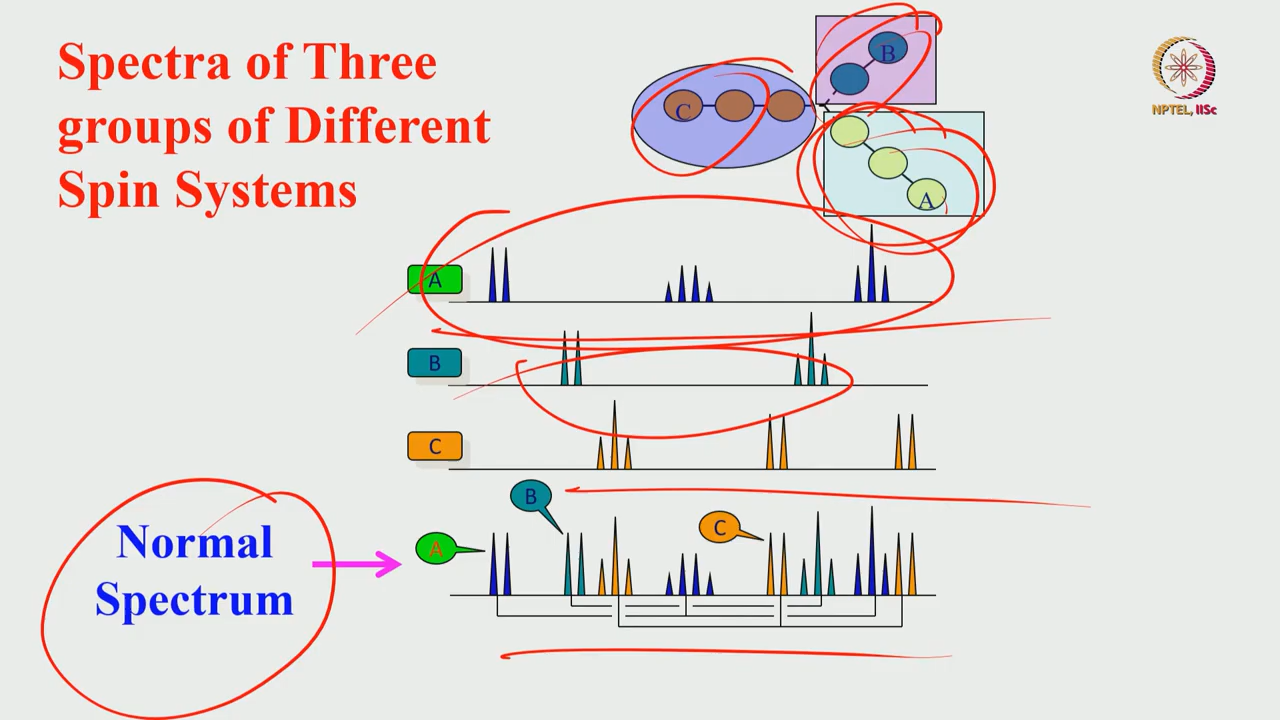 Spectra of Three
groups of Different
Spin Systems
B
C
A
NPTEL, IISc
A
B
C
B
C
A
Normal
Spectrum